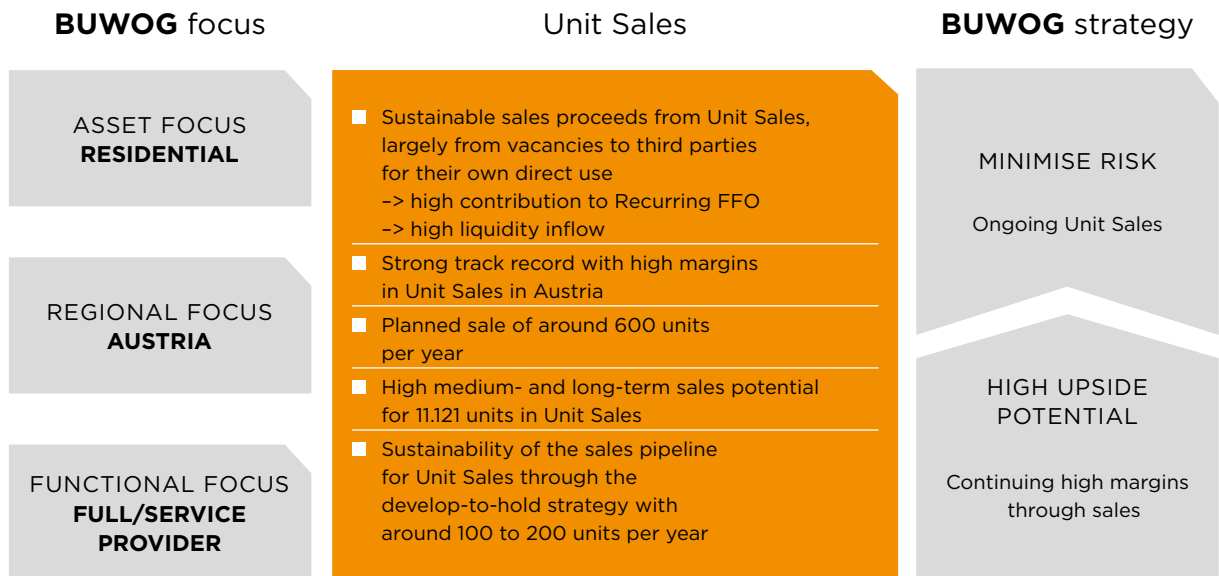 BUWOG focus
ASSET FOCUS
RESIDENTIAL
REGIONAL FOCUS
AUSTRIA
FUNCTIONAL FOCUS
FULL/SERVICE
PROVIDER
Unit Sales
Sustainable sales proceeds from Unit Sales,
largely from vacancies to third parties
for their own direct use
–> high contribution to Recurring FFO
–> high liquidity inflow
Strong track record with high margins
in Unit Sales in Austria
Planned sale of around 600 units
per year
High medium- and long-term sales potential
for 11.121 units in Unit Sales
Sustainability of the sales pipeline
for Unit Sales through the
develop-to-hold strategy with
around 100 to 200 units per year
BUWOG strategy
MINIMISE RISK
Ongoing Unit Sales
HIGH UPSIDE
POTENTIAL
Continuing high margins
through sales